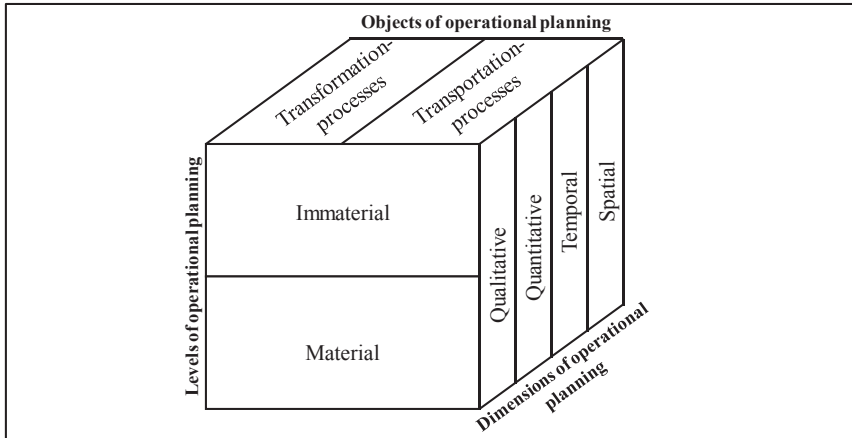 Objects of operational planning
Transformation-
processes
Transportation-
processes
Levels of operational planning
Immaterial
Material
Qualitative
Quantitative
Temporal
Spatial
Dimensions of operational
planning